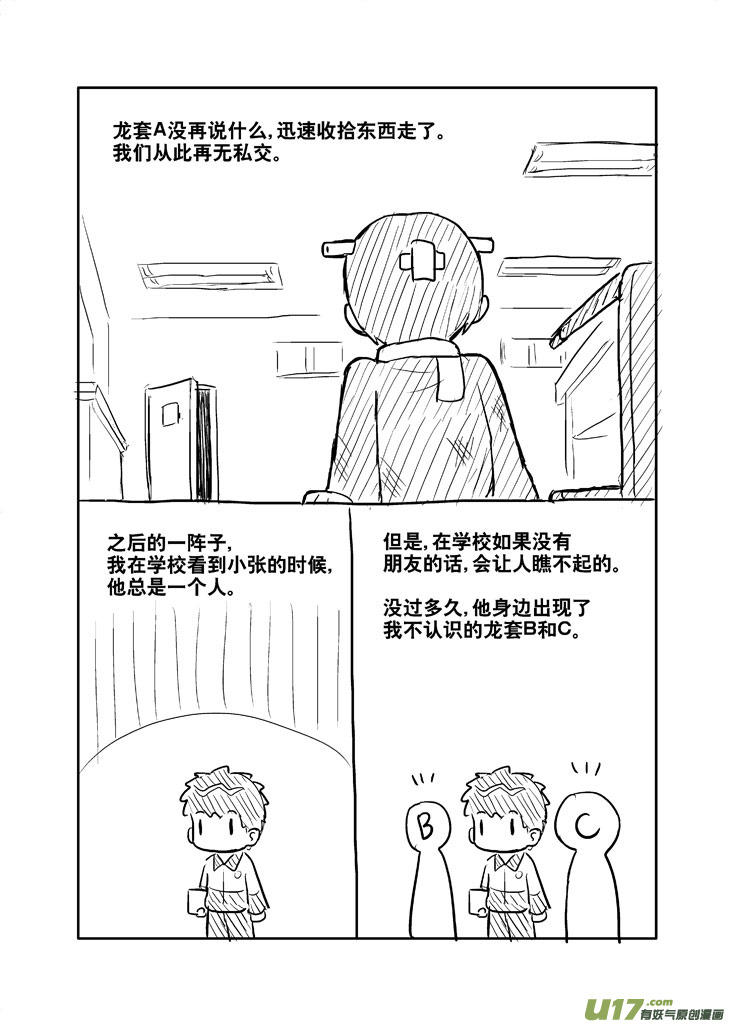 龙套A没再说什么,迅速收拾东西走了。
我们从此再无私交。
之后的一阵子,
我在学校看到小张的时候,
他总是一个人。
但是,在学校如果没有
朋友的话,会让人瞧不起的。
没过多久,他身边出现了
我不认识的龙套B和C。
B
C
U17.com
有妖气原创漫画